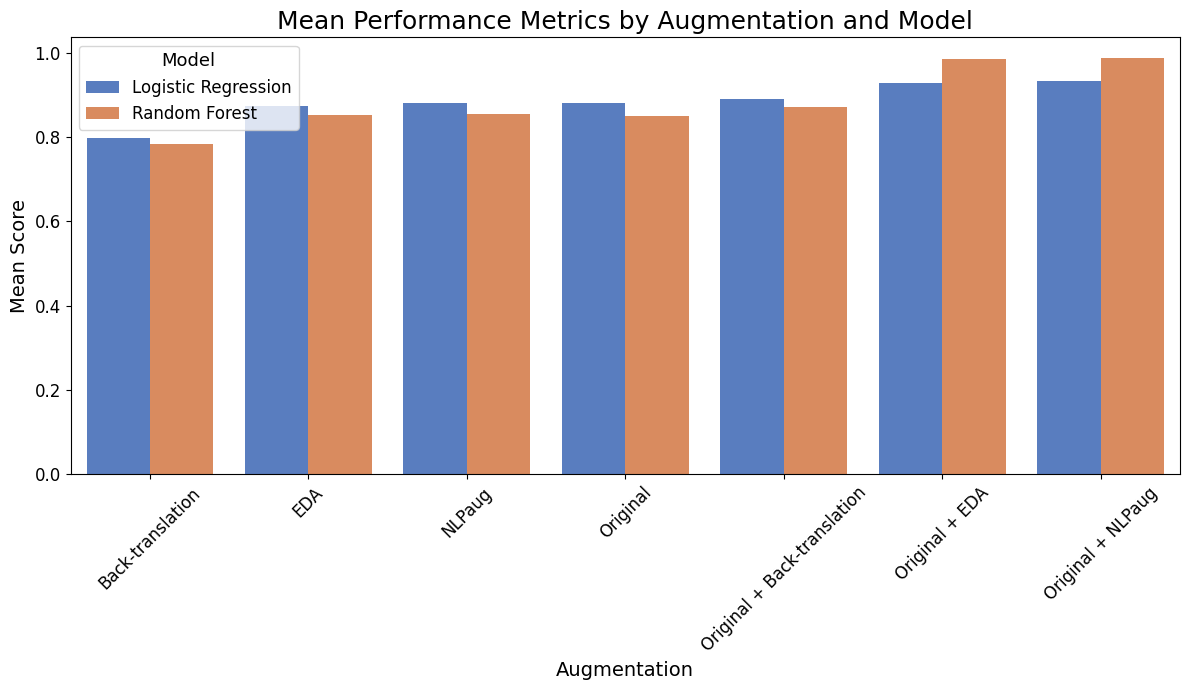 Mean Performance Metrics by Augmentation and Model
Model
Logistic Regression
Random Forest
Mean Score
1.0
0.8
0.6
0.4
0.2
0.0
Back-translation
EDA
NLPaug
Original
Original + Back-translation
Original + EDA
Original + NLPaug
Augmentation